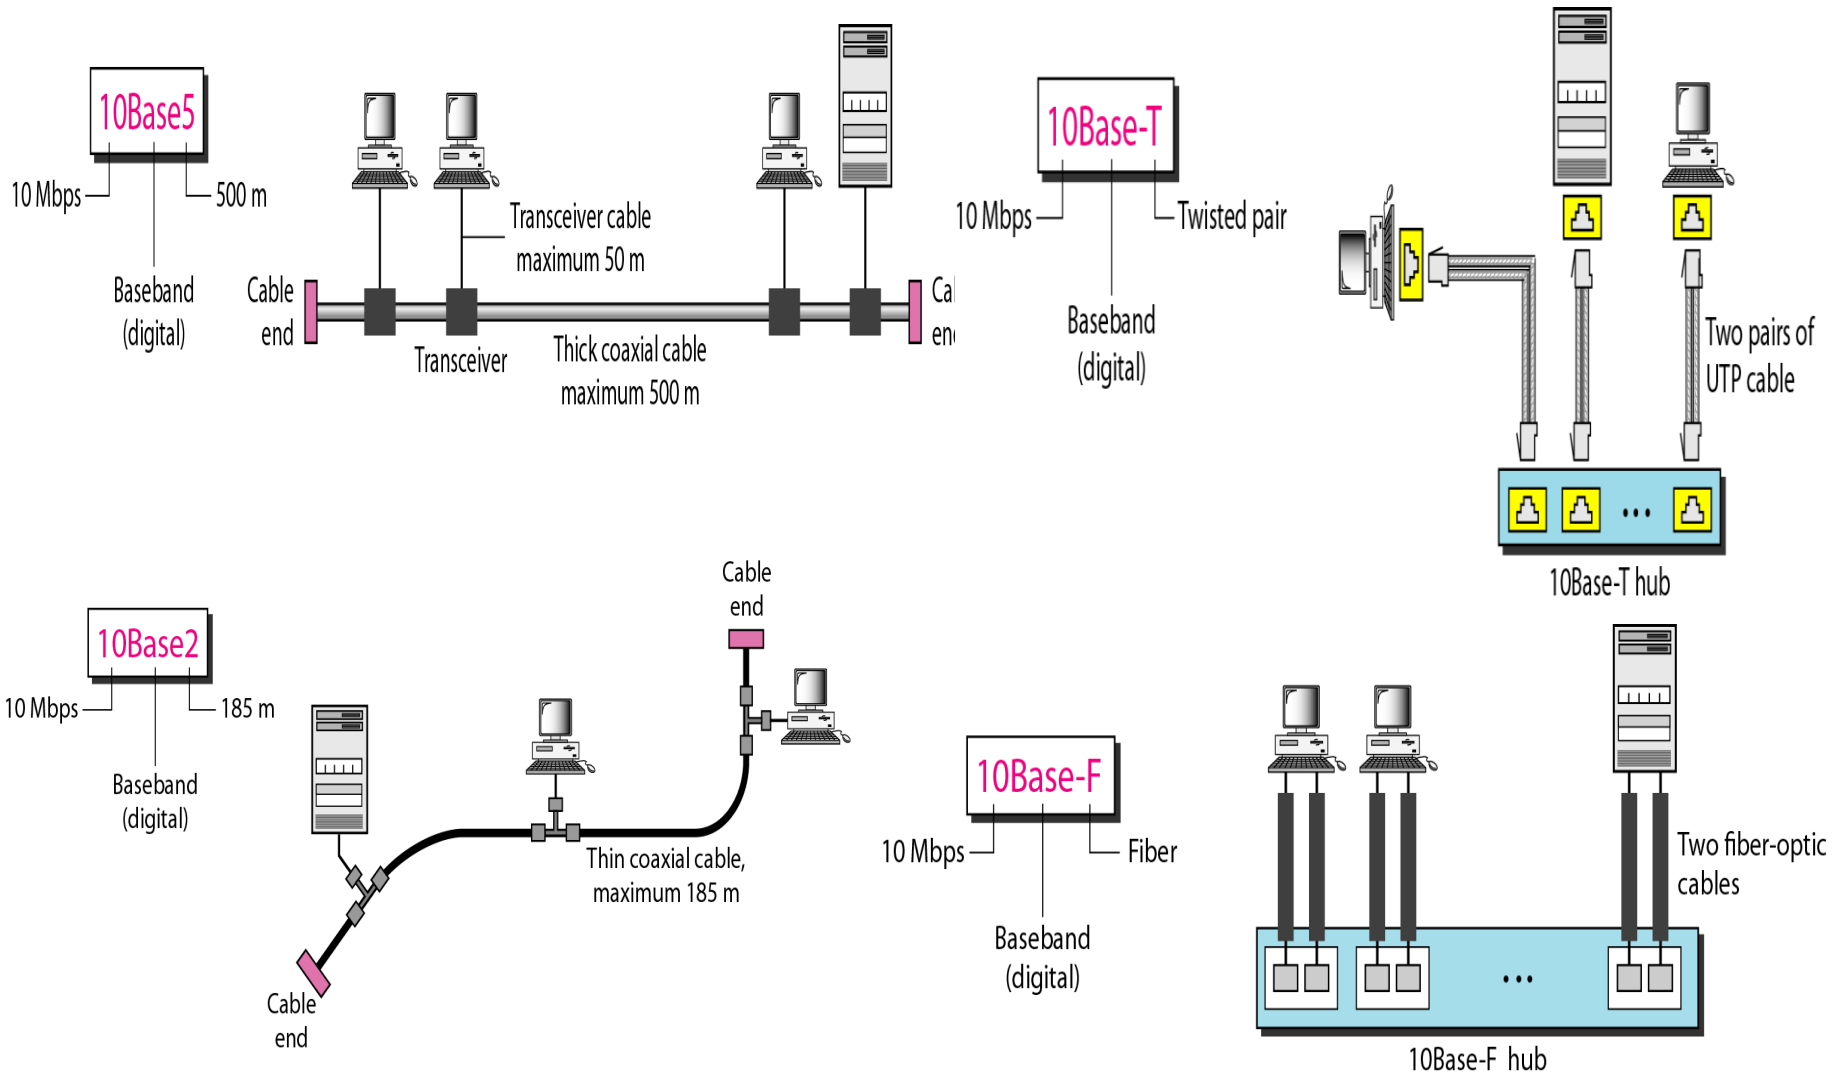 10Base5
10 Mbps
500 m
Baseband
(digital)
Transceiver cable
maximum 50 m
Cable
end
Transceiver
Thick coaxial cable
maximum 500 m
10Base-T
10 Mbps
Twisted pair
Baseband
(digital)
Two pairs of
UTP cable
10Base-T hub
10Base2
10 Mbps
185 m
Baseband
(digital)
Cable
end
Thin coaxial cable,
maximum 185 m
Cable
end
10Base-F
10 Mbps
Fiber
Baseband
(digital)
Two fiber-optic
cables
10Base-F hub